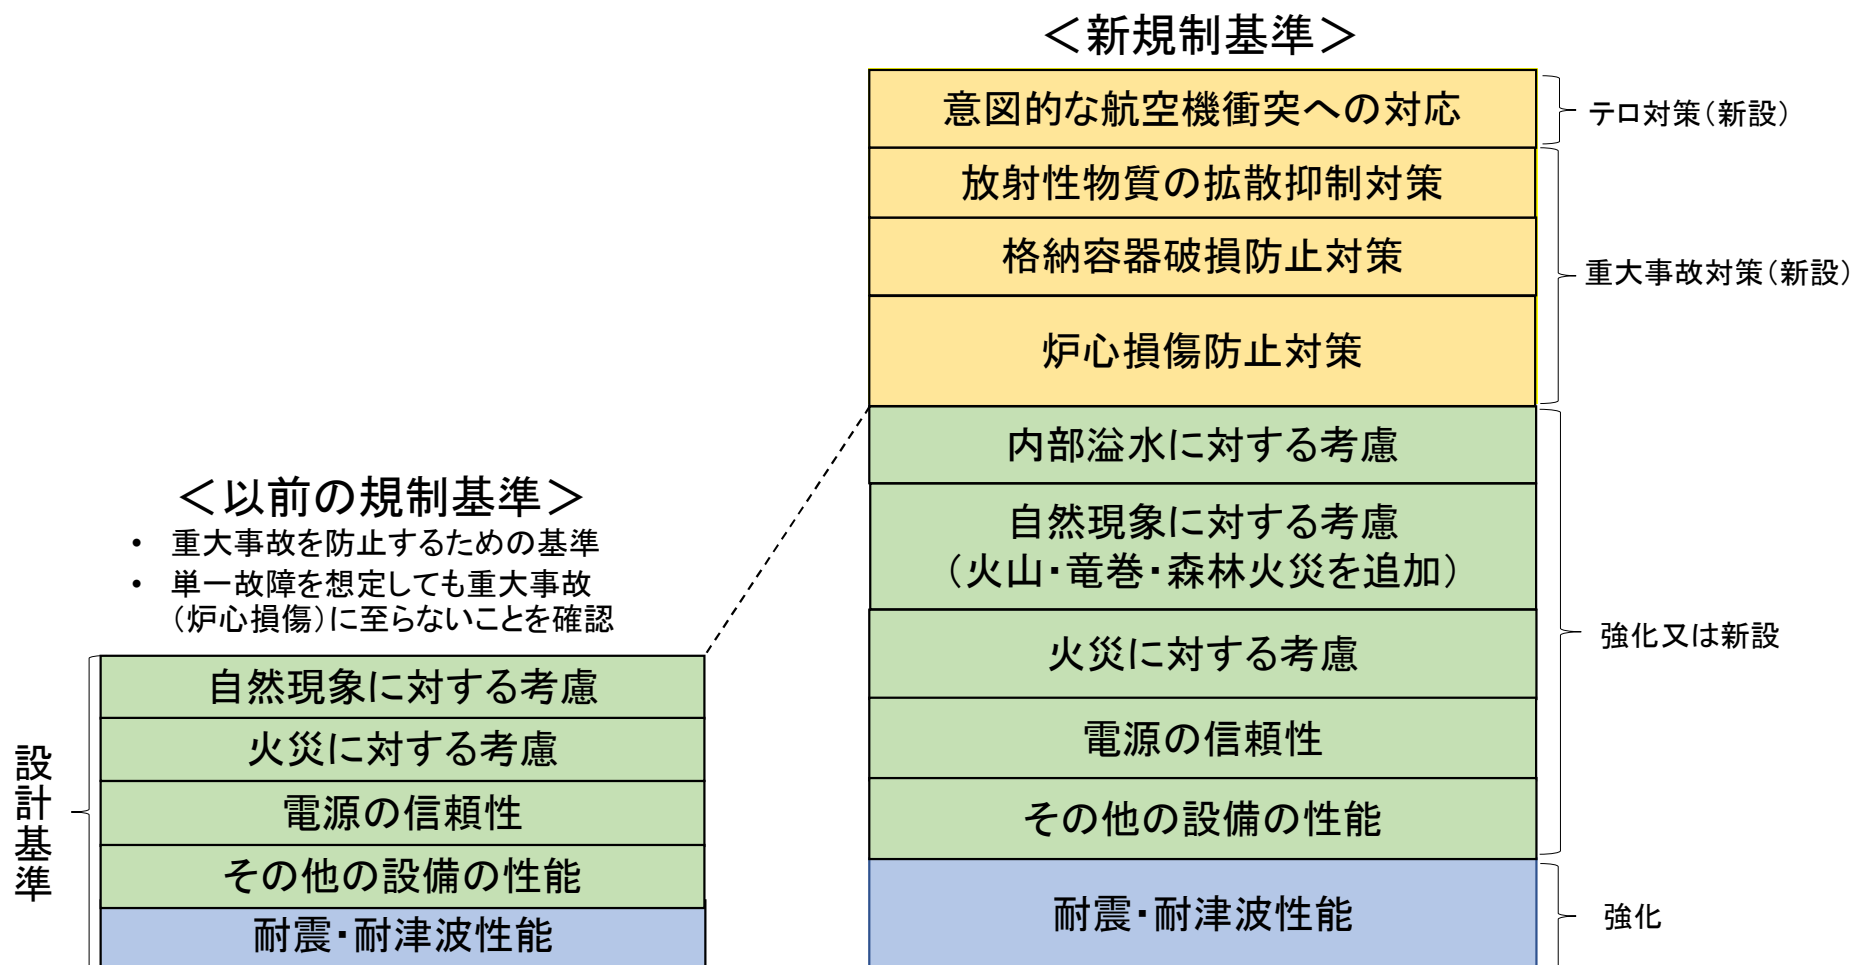 ＜以前の規制基準＞
• 重大事故を防止するための基準
• 単一故障を想定しても重大事故
（炉心損傷）に至らないことを確認
設計基準
自然現象に対する考慮
火災に対する考慮
電源の信頼性
その他の設備の性能
耐震・耐津波性能
＜新規制基準＞
意図的な航空機衝突への対応
放射性物質の拡散抑制対策
格納容器破損防止対策
炉心損傷防止対策
内部溢水に対する考慮
自然現象に対する考慮
（火山・竜巻・森林火災を追加）
火災に対する考慮
電源の信頼性
その他の設備の性能
耐震・耐津波性能
テロ対策（新設）
重大事故対策（新設）
強化又は新設
強化